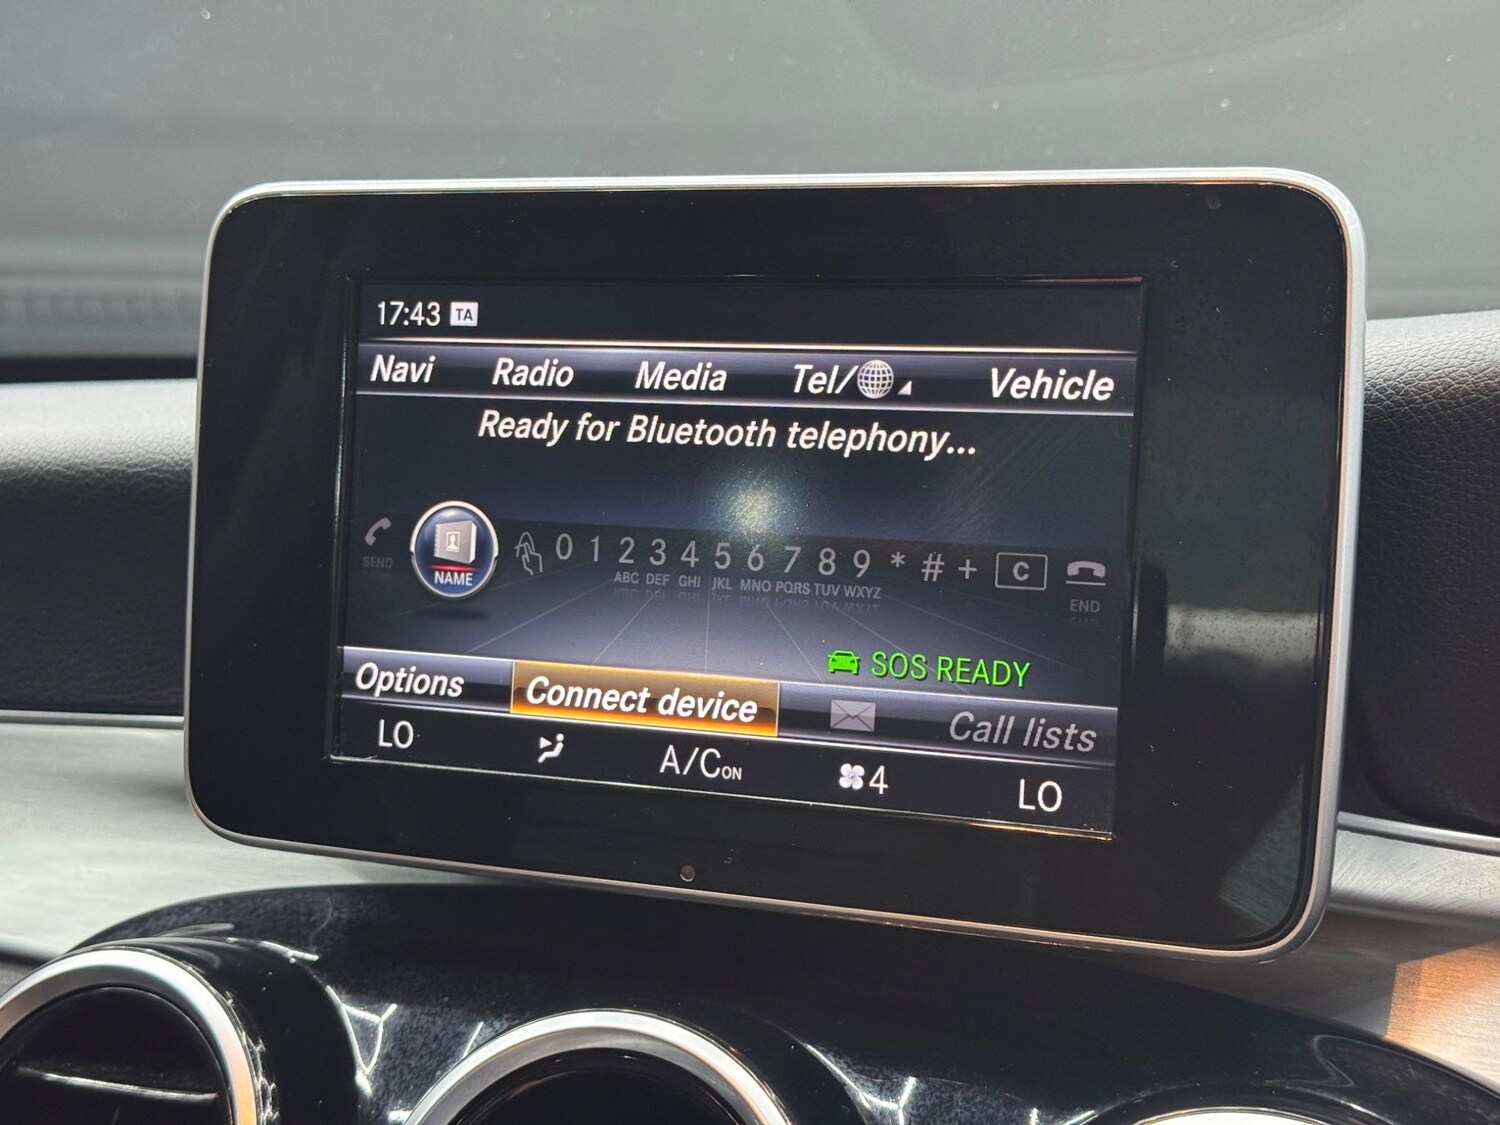 17:43 TA
Navi Radio Media Tel/ Vehicle
Ready for Bluetooth telephony...
SEND NAME 0 1 2 3 4 5 6 7 8 9 * # + C END
ABC DEF GHI JKL MNO PQRS TUV WXYZ
SOS READY
Options Connect device Call lists
LO A/C ON 4 LO